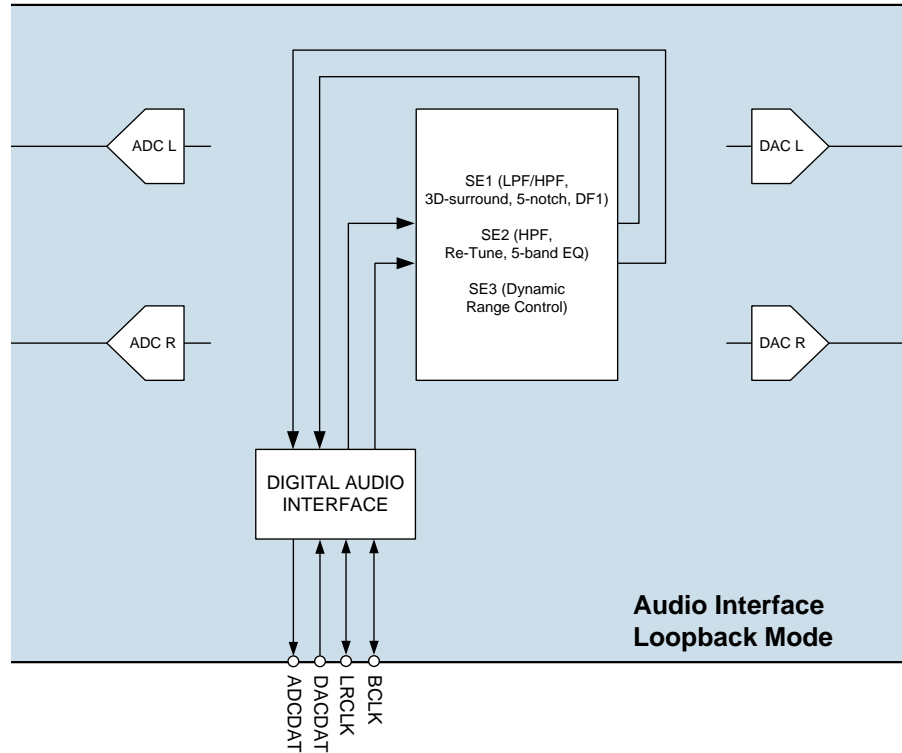 ADC L
DAC L
SE1 (LPF/HPF,
3D-surround, 5-notch, DF1)
SE2 (HPF,
Re-Tune, 5-band EQ)
SE3 (Dynamic
Range Control)
ADC R
DAC R
DIGITAL AUDIO
INTERFACE
Audio Interface
Loopback Mode
ADCDAT
DACDAT
LRCLK
BCLK